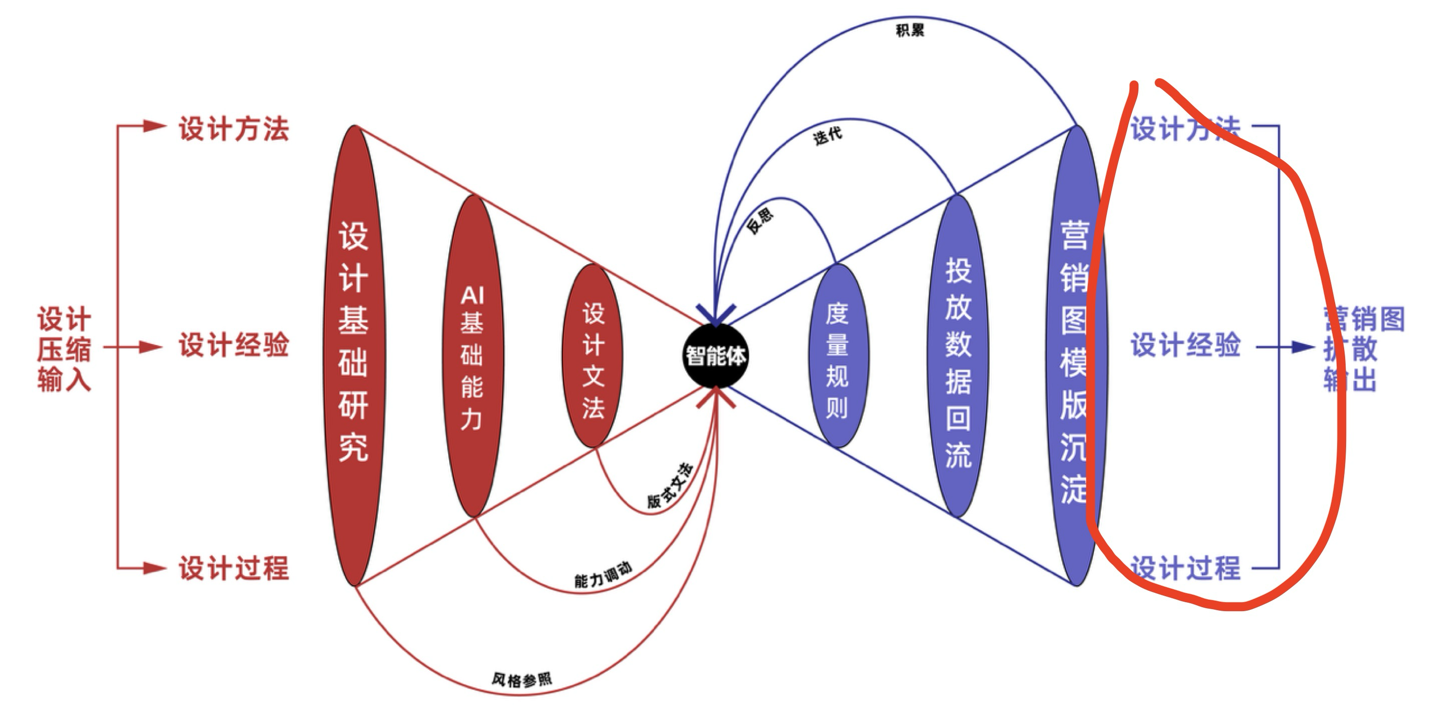 设计
压缩
输入
设计方法
设计经验
设计过程
设计基础研究
AI基础能力
设计文法
版式文法
能力调动
风格参照
智能体
反思
迭代
积累
度量规则
投放数据回流
营销图模版沉淀
设计方法
设计经验
设计过程
营销图
扩散
输出